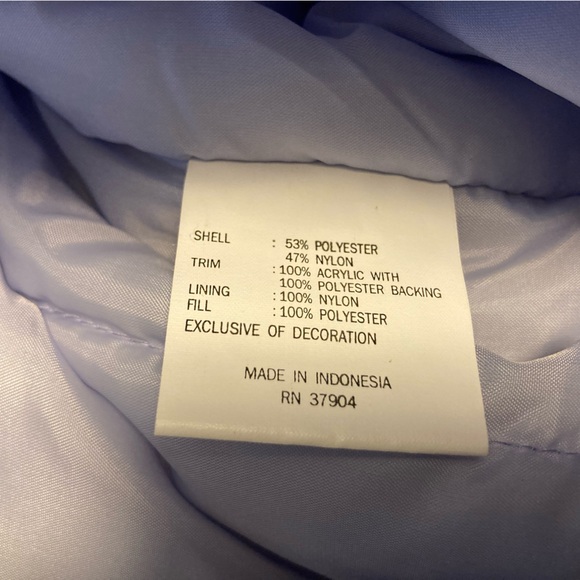 SHELL : 53% POLYESTER
47% NYLON
TRIM : 100% ACRYLIC WITH
100% POLYESTER BACKING
LINING : 100% NYLON
FILL : 100% POLYESTER
EXCLUSIVE OF DECORATION
MADE IN INDONESIA
RN 37904